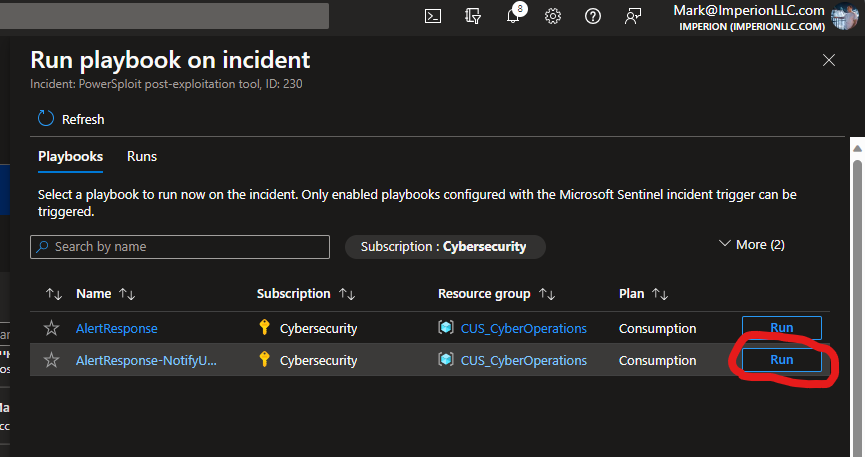 8
Mark@ImperionLLC.com
IMPERION (IMPERIONLLC.COM)
Run playbook on incident
Incident: PowerSploit post-exploitation tool, ID: 230
Refresh
Playbooks Runs
Select a playbook to run now on the incident. Only enabled playbooks configured with the Microsoft Sentinel incident trigger can be
triggered.
Search by name Subscription : Cybersecurity More (2)
Name Subscription Resource group Plan
AlertResponse Cybersecurity CUS_CyberOperations Consumption Run
AlertResponse-NotifyU... Cybersecurity CUS_CyberOperations Consumption Run